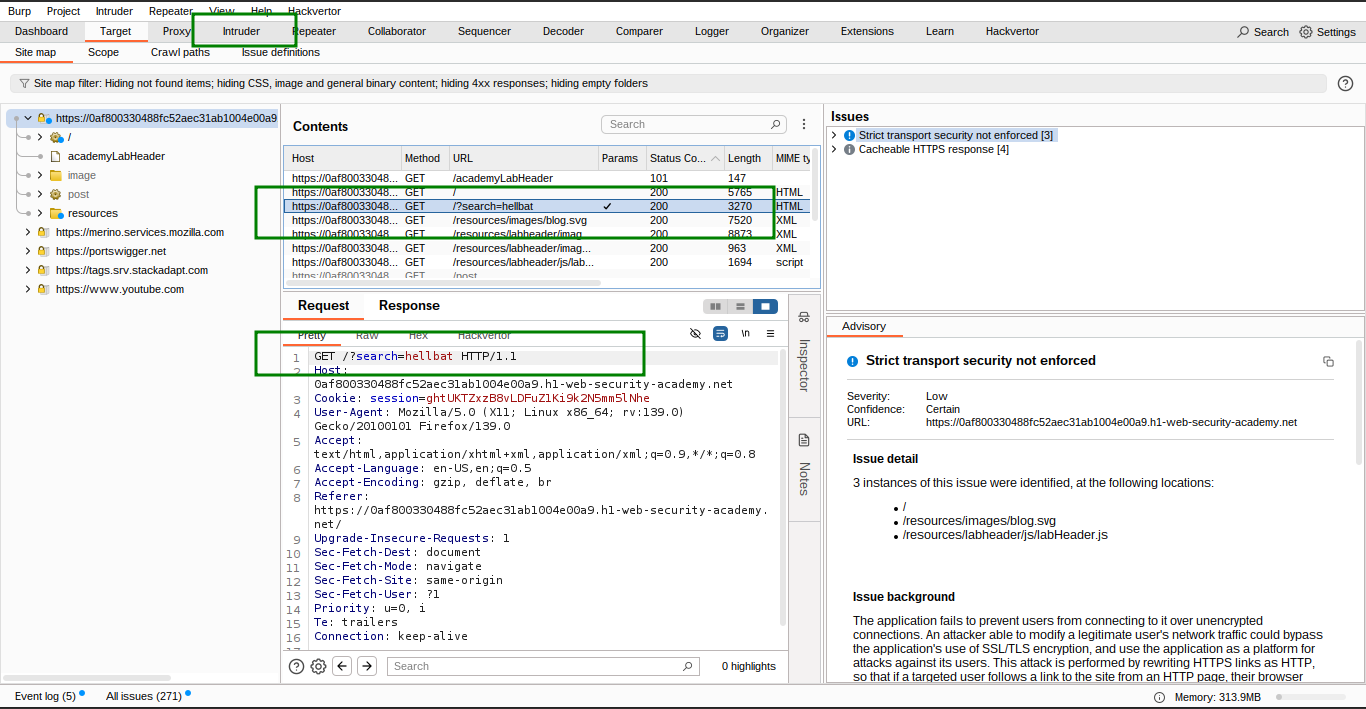 Burp Project Intruder Repeater View Help Hackvertor
Dashboard Target Proxy Intruder Repeater Collaborator Sequencer Decoder Comparer Logger Organizer Extensions Learn Hackvertor Search Settings
Site map Scope Crawl paths Issue definitions
Site map filter: Hiding not found items; hiding CSS, image and general binary content; hiding 4xx responses; hiding empty folders
https://0af800330488fc52aec31ab1004e00a9
/
academyLabHeader
image
post
resources
https://merino.services.mozilla.com
https://portswigger.net
https://tags.srv.stackadapt.com
https://www.youtube.com
Contents
Search
Host Method URL Params Status Co... Length MIME ty
https://0af80033048... GET /academyLabHeader 101 147
https://0af80033048... GET / 200 5765 HTML
https://0af80033048... GET /?search=hellbat ✓ 200 3270 HTML
https://0af80033048... GET /resources/images/blog.svg 200 7520 XML
https://0af80033048... GET /resources/labheader/imag... 200 8873 XML
https://0af80033048... GET /resources/labheader/imag... 200 963 XML
https://0af80033048... GET /resources/labheader/js/lab... 200 1694 script
https://0af80033048... GET /post
Request Response
Pretty Raw Hex Hackvertor
\n
1 GET /?search=hellbat HTTP/1.1
2 Host:
0af800330488fc52aec31ab1004e00a9.h1-web-security-academy.net
3 Cookie: session=ghtUKTZxzB8vLDFuZ1Ki9k2N5mm5lNhe
4 User-Agent: Mozilla/5.0 (X11; Linux x86_64; rv:139.0)
Gecko/20100101 Firefox/139.0
5 Accept:
text/html,application/xhtml+xml,application/xml;q=0.9,*/*;q=0.8
6 Accept-Language: en-US,en;q=0.5
7 Accept-Encoding: gzip, deflate, br
8 Referer:
https://0af800330488fc52aec31ab1004e00a9.h1-web-security-academy.
net/
9 Upgrade-Insecure-Requests: 1
10 Sec-Fetch-Dest: document
11 Sec-Fetch-Mode: navigate
12 Sec-Fetch-Site: same-origin
13 Sec-Fetch-User: ?1
14 Priority: u=0, i
15 Te: trailers
16 Connection: keep-alive
17
Search
0 highlights
Inspector
Notes
Issues
Strict transport security not enforced [3]
Cacheable HTTPS response [4]
Advisory
Strict transport security not enforced
Severity: Low
Confidence: Certain
URL: https://0af800330488fc52aec31ab1004e00a9.h1-web-security-academy.net
Issue detail
3 instances of this issue were identified, at the following locations:
• /
• /resources/images/blog.svg
• /resources/labheader/js/labHeader.js
Issue background
The application fails to prevent users from connecting to it over unencrypted
connections. An attacker able to modify a legitimate user's network traffic could bypass
the application's use of SSL/TLS encryption, and use the application as a platform for
attacks against its users. This attack is performed by rewriting HTTPS links as HTTP,
so that if a targeted user follows a link to the site from an HTTP page, their browser
Event log (5) All issues (271) Memory: 313.9MB